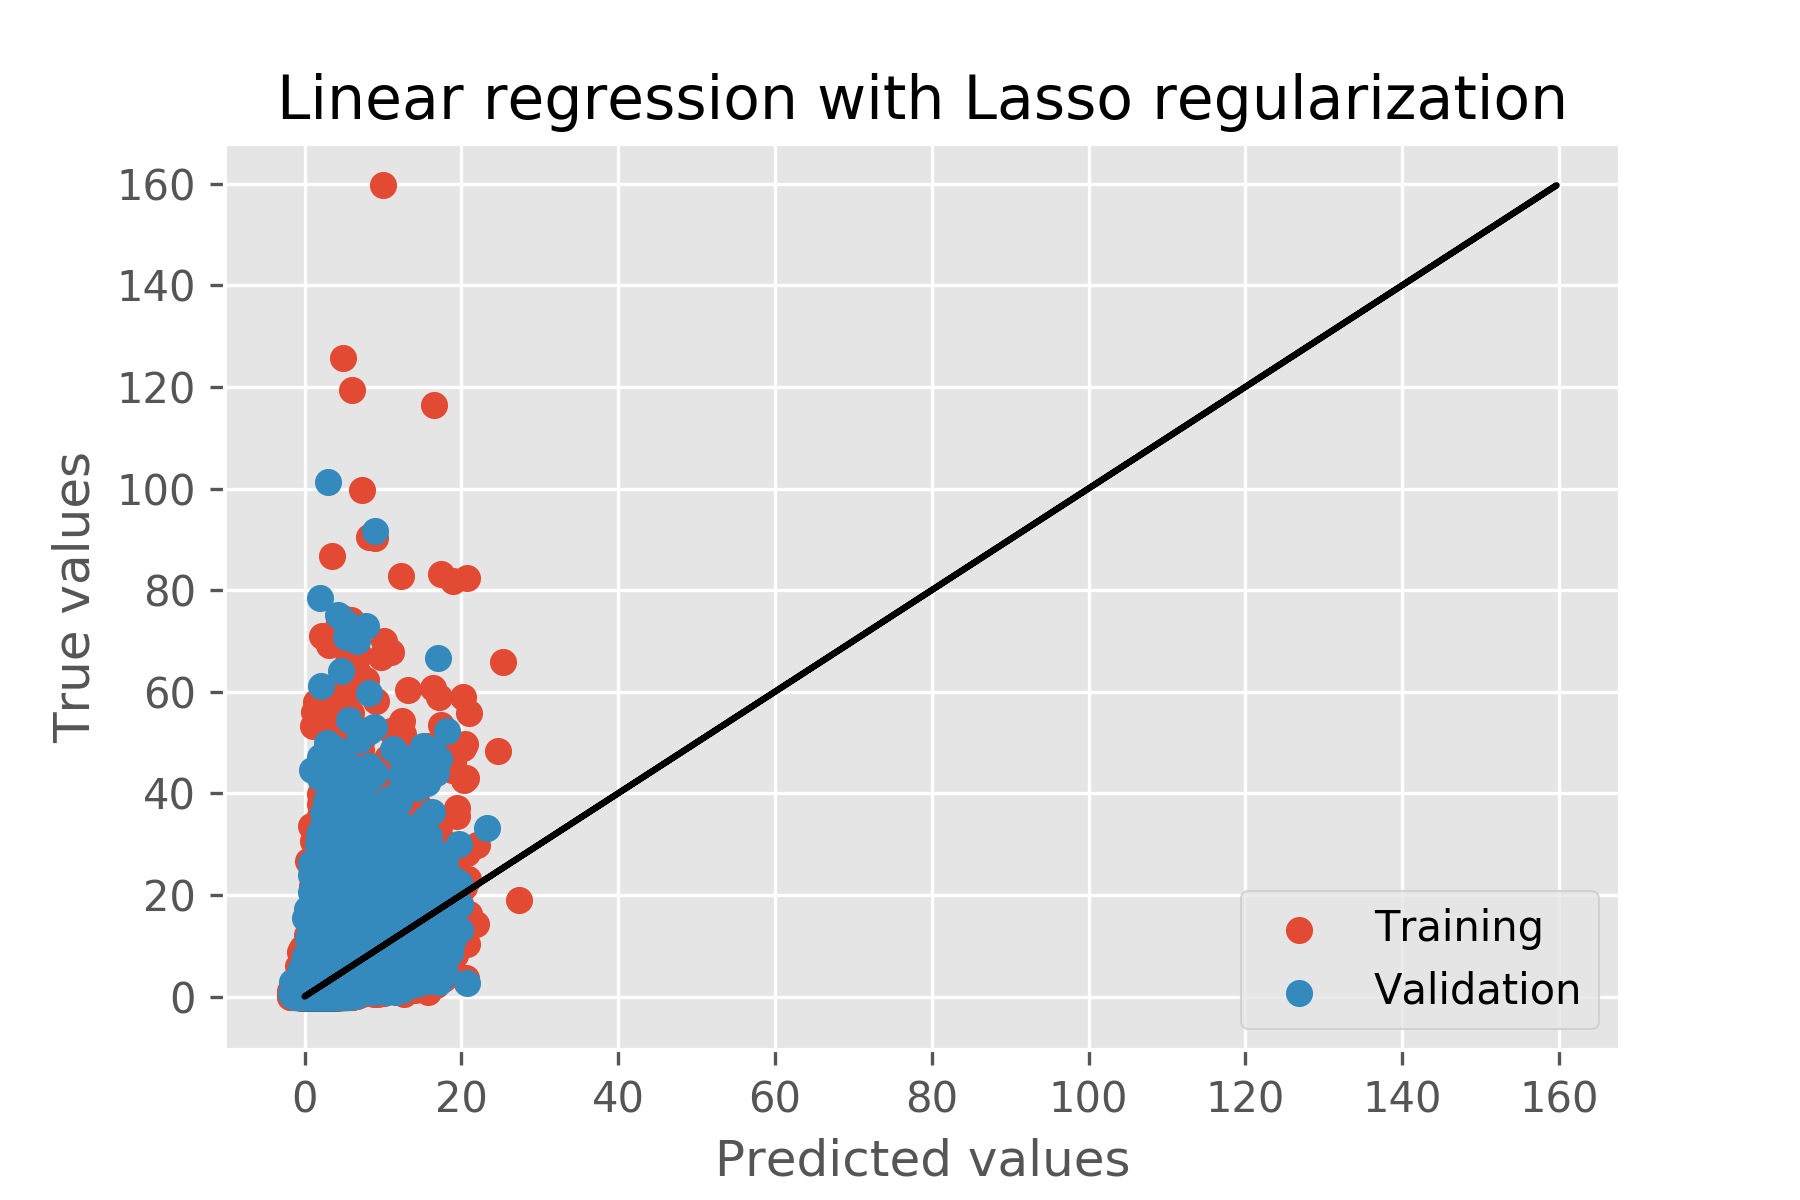 Linear regression with Lasso regularization
160
140
120
100
80
60
40
20
0
True values
Training
Validation
0 20 40 60 80 100 120 140 160
Predicted values